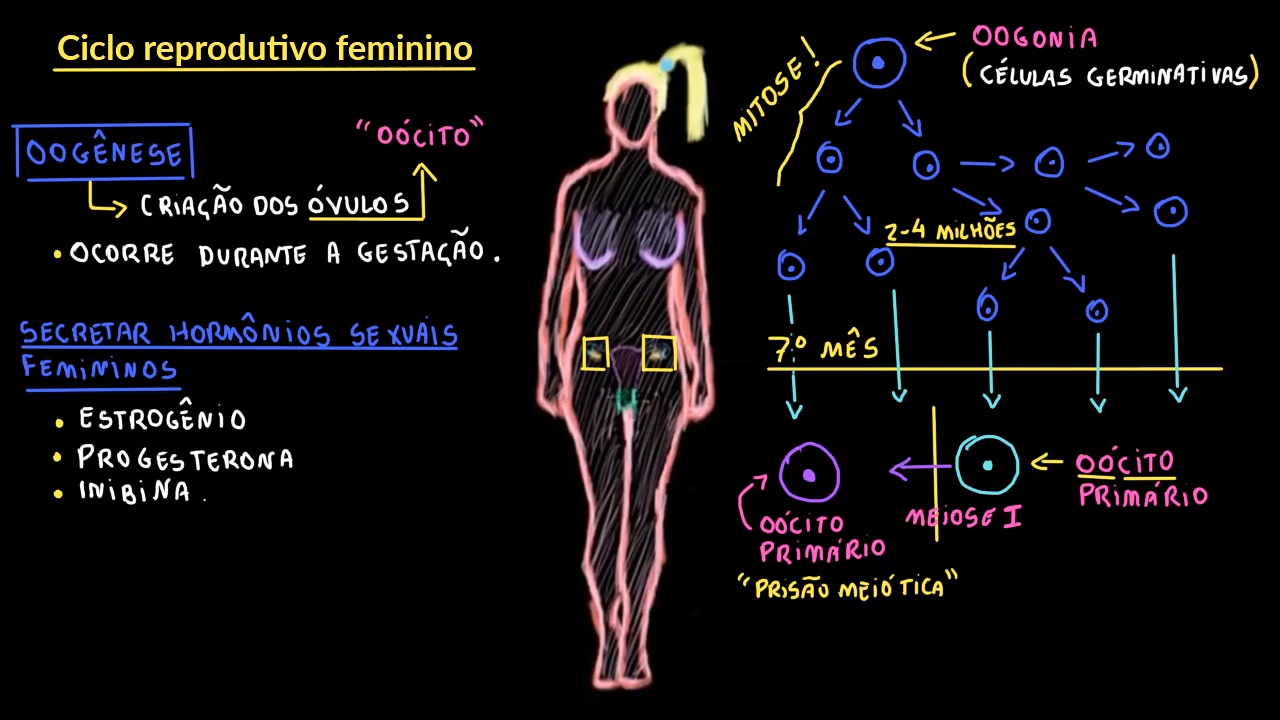 Ciclo reprodutivo feminino
OOGÊNESE
"OÓCITO"
CRIAÇÃO DOS ÓVULOS
• OCORRE DURANTE A GESTAÇÃO.
SECRETAR HORMÔNIOS SEXUAIS
FEMININOS
• ESTROGÊNIO
• PROGESTERONA
• INIBINA.
MITOSE!
OOGONIA
(CÉLULAS GERMINATIVAS)
2-4 MILHÕES
7º MÊS
OÓCITO
PRIMÁRIO
MEIOSE I
OÓCITO
PRIMÁRIO
"PRISÃO MEIÓTICA"